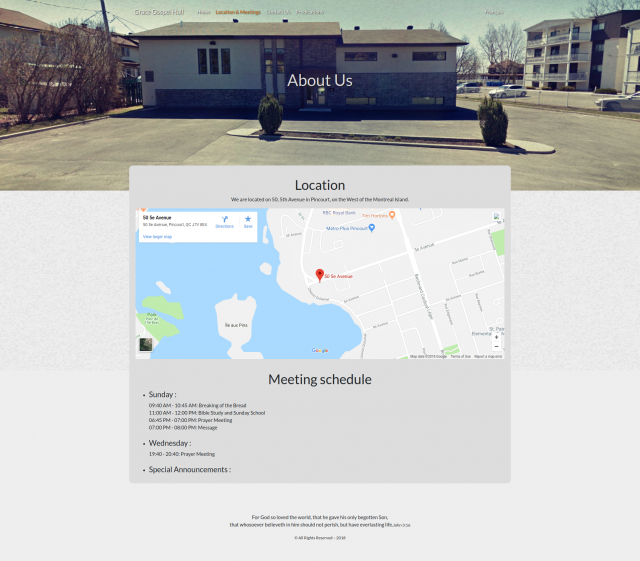 Grace Gospel Hall
Home Location & Meetings Contact Us
Français
About Us
Location
We are located on 50, 5th Avenue in Pincourt, on the West of the Montreal Island.
50 5e Avenue
50 5e Avenue, Pincourt, QC J7V 5K6
Directions
Save
View larger map
RBC Royal Bank
Tim Hortons
Metro Plus Pincourt
50 5e Avenue
Île aux Pins
Google
Map data ©2018 Google Terms of Use Report a map error
Meeting schedule
Sunday :
09:40 AM - 10:45 AM: Breaking of the Bread
11:00 AM - 12:00 PM: Bible Study and Sunday School
06:45 PM - 07:00 PM: Prayer Meeting
07:00 PM - 08:00 PM: Message
Wednesday :
19:40 - 20:40: Prayer Meeting
Special Announcements :
For God so loved the world, that he gave his only begotten Son,
that whosoever believeth in him should not perish, but have everlasting life. John 3:16
© All Rights Reserved - 2018